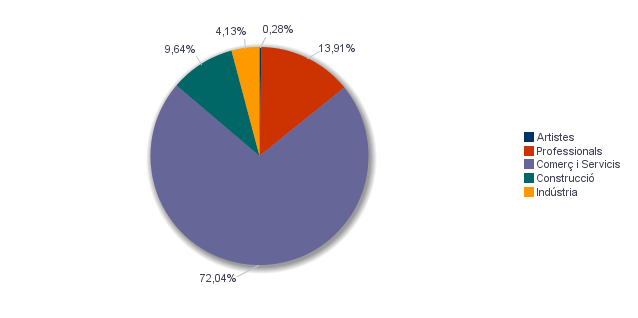 4,13%
0,28%
9,64%
13,91%
72,04%
Artistes
Professionals
Comerç i Servicis
Construcció
Indústria